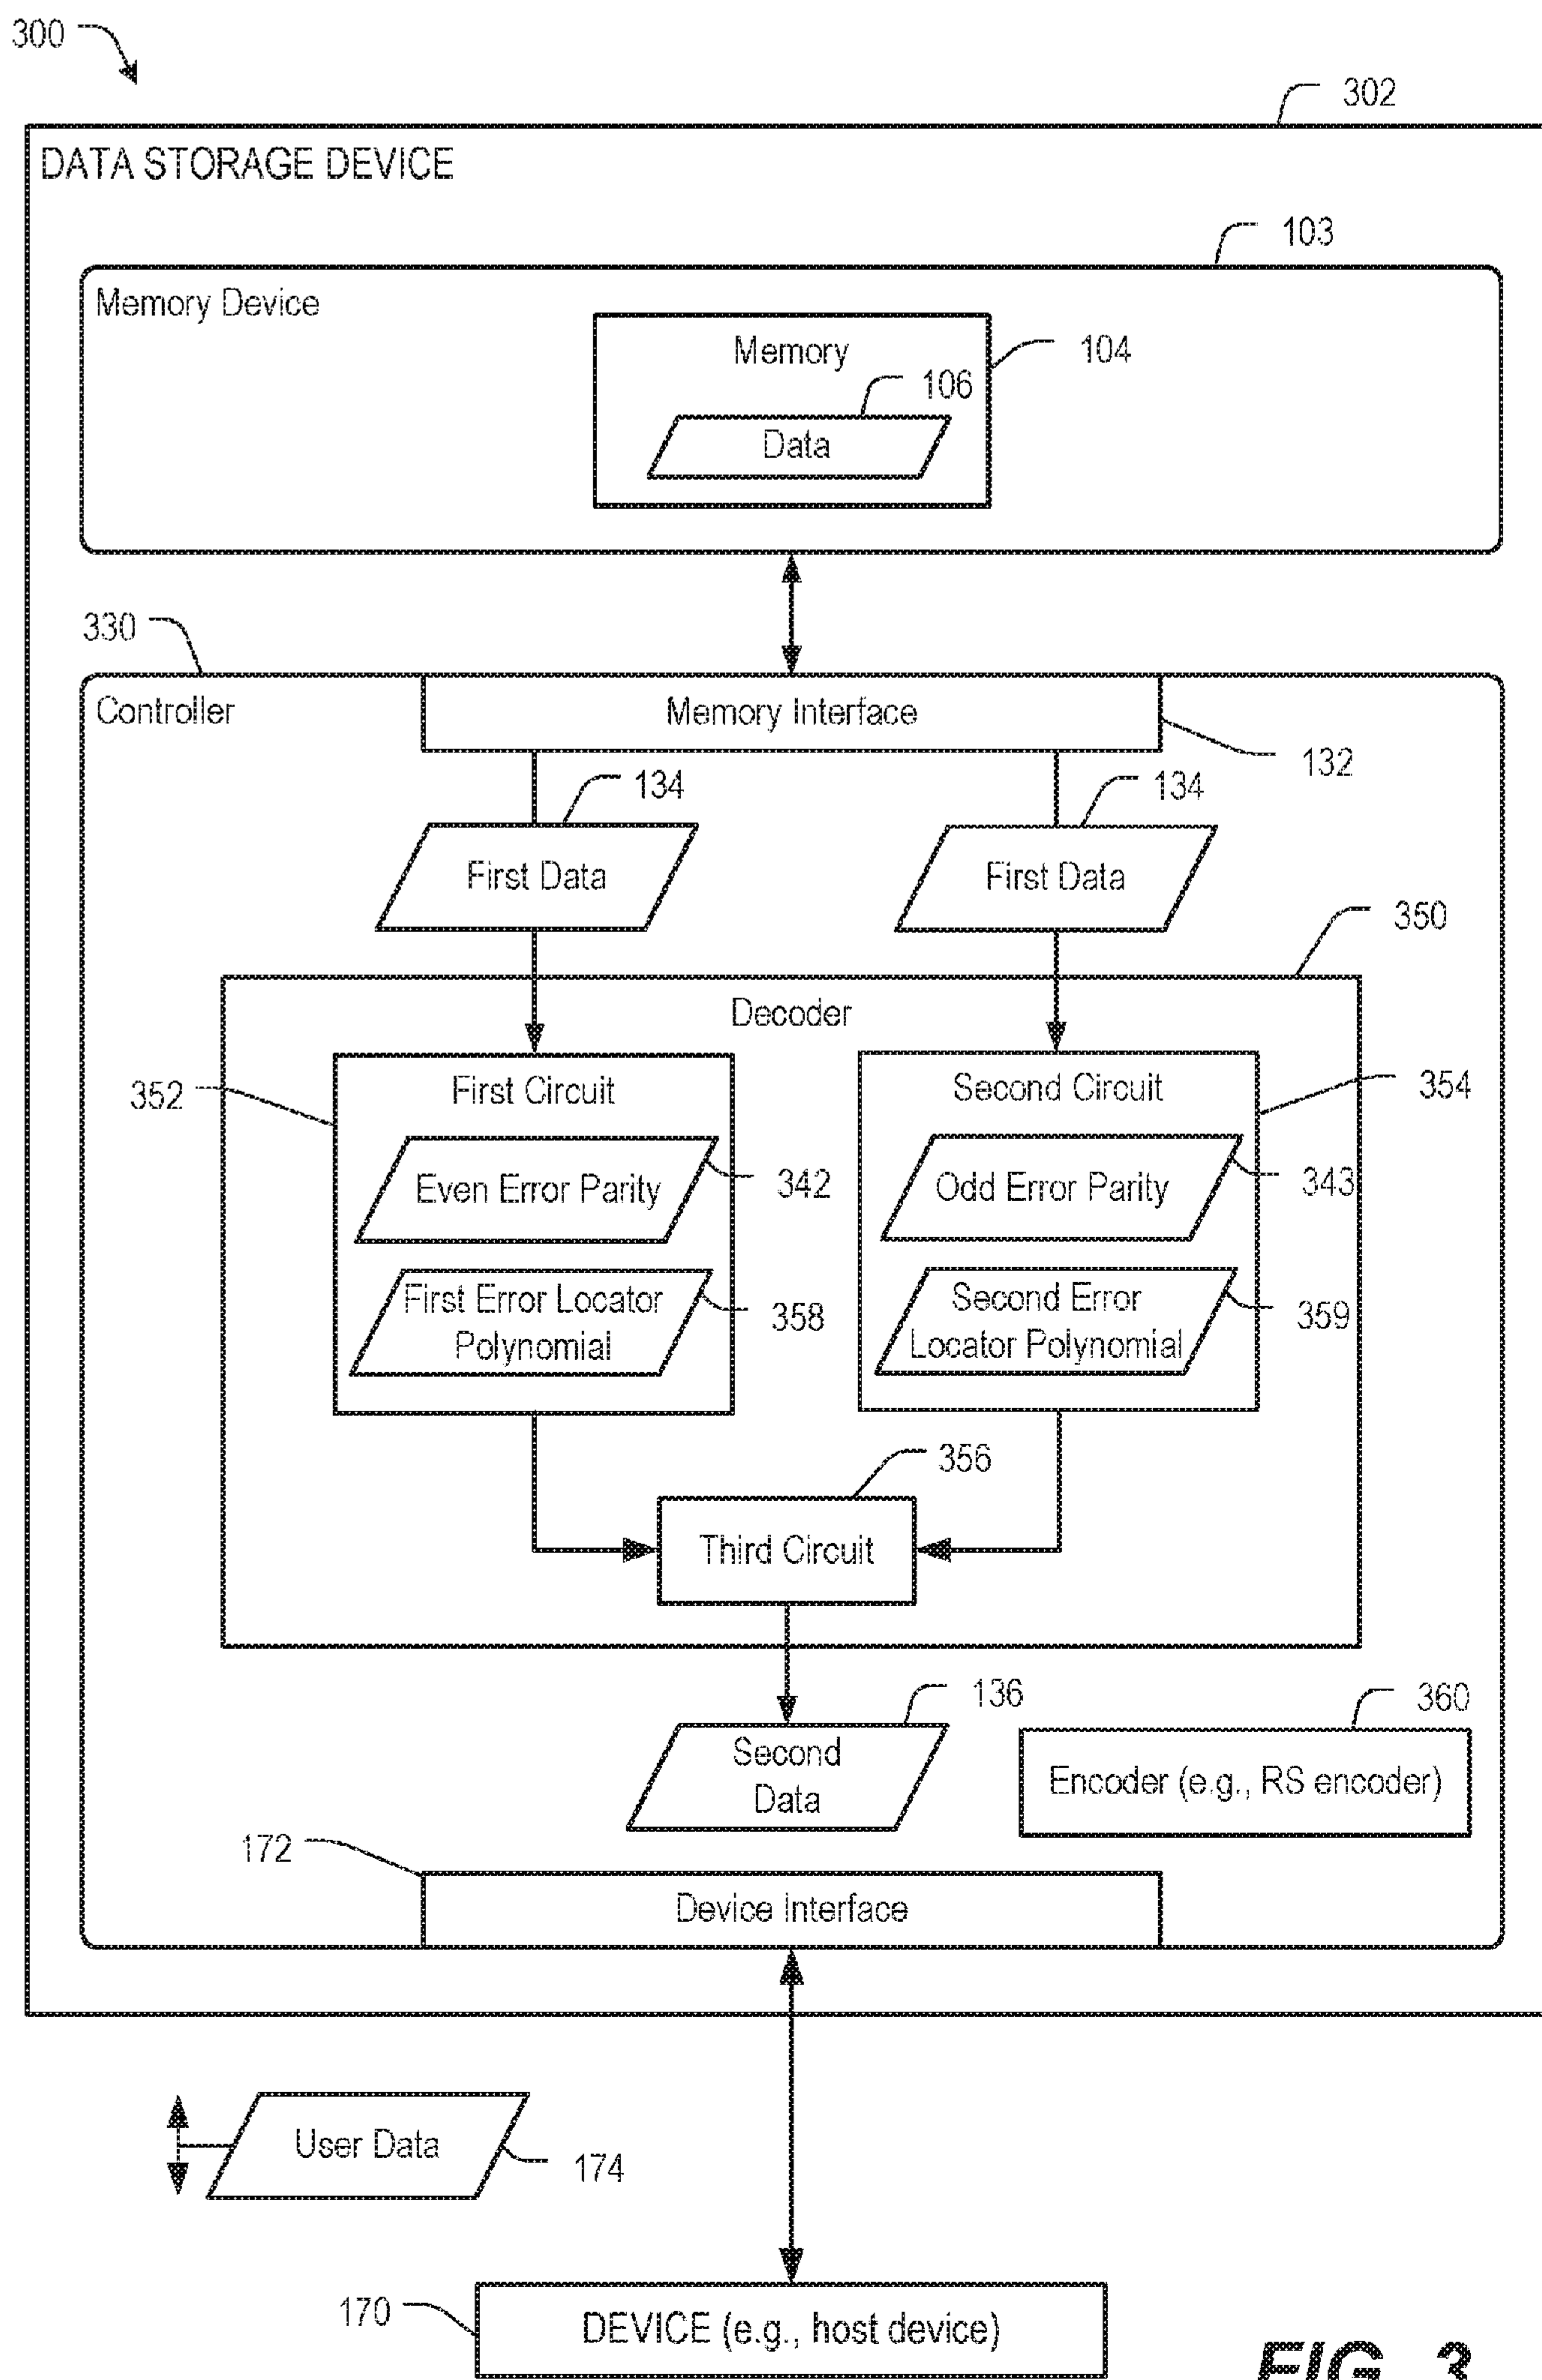 300
302
DATA STORAGE DEVICE
103
Memory Device
Memory
104
106
Data
330
Controller
Memory Interface
132
134
134
First Data
First Data
350
Decoder
352
First Circuit
Second Circuit
354
Even Error Parity
342
Odd Error Parity
343
First Error Locator
Polynomial
358
Second Error
Locator Polynomial
359
356
Third Circuit
136
360
Second
Data
Encoder (e.g., RS encoder)
172
Device Interface
User Data
174
170
DEVICE (e.g., host device)
FIG. 3